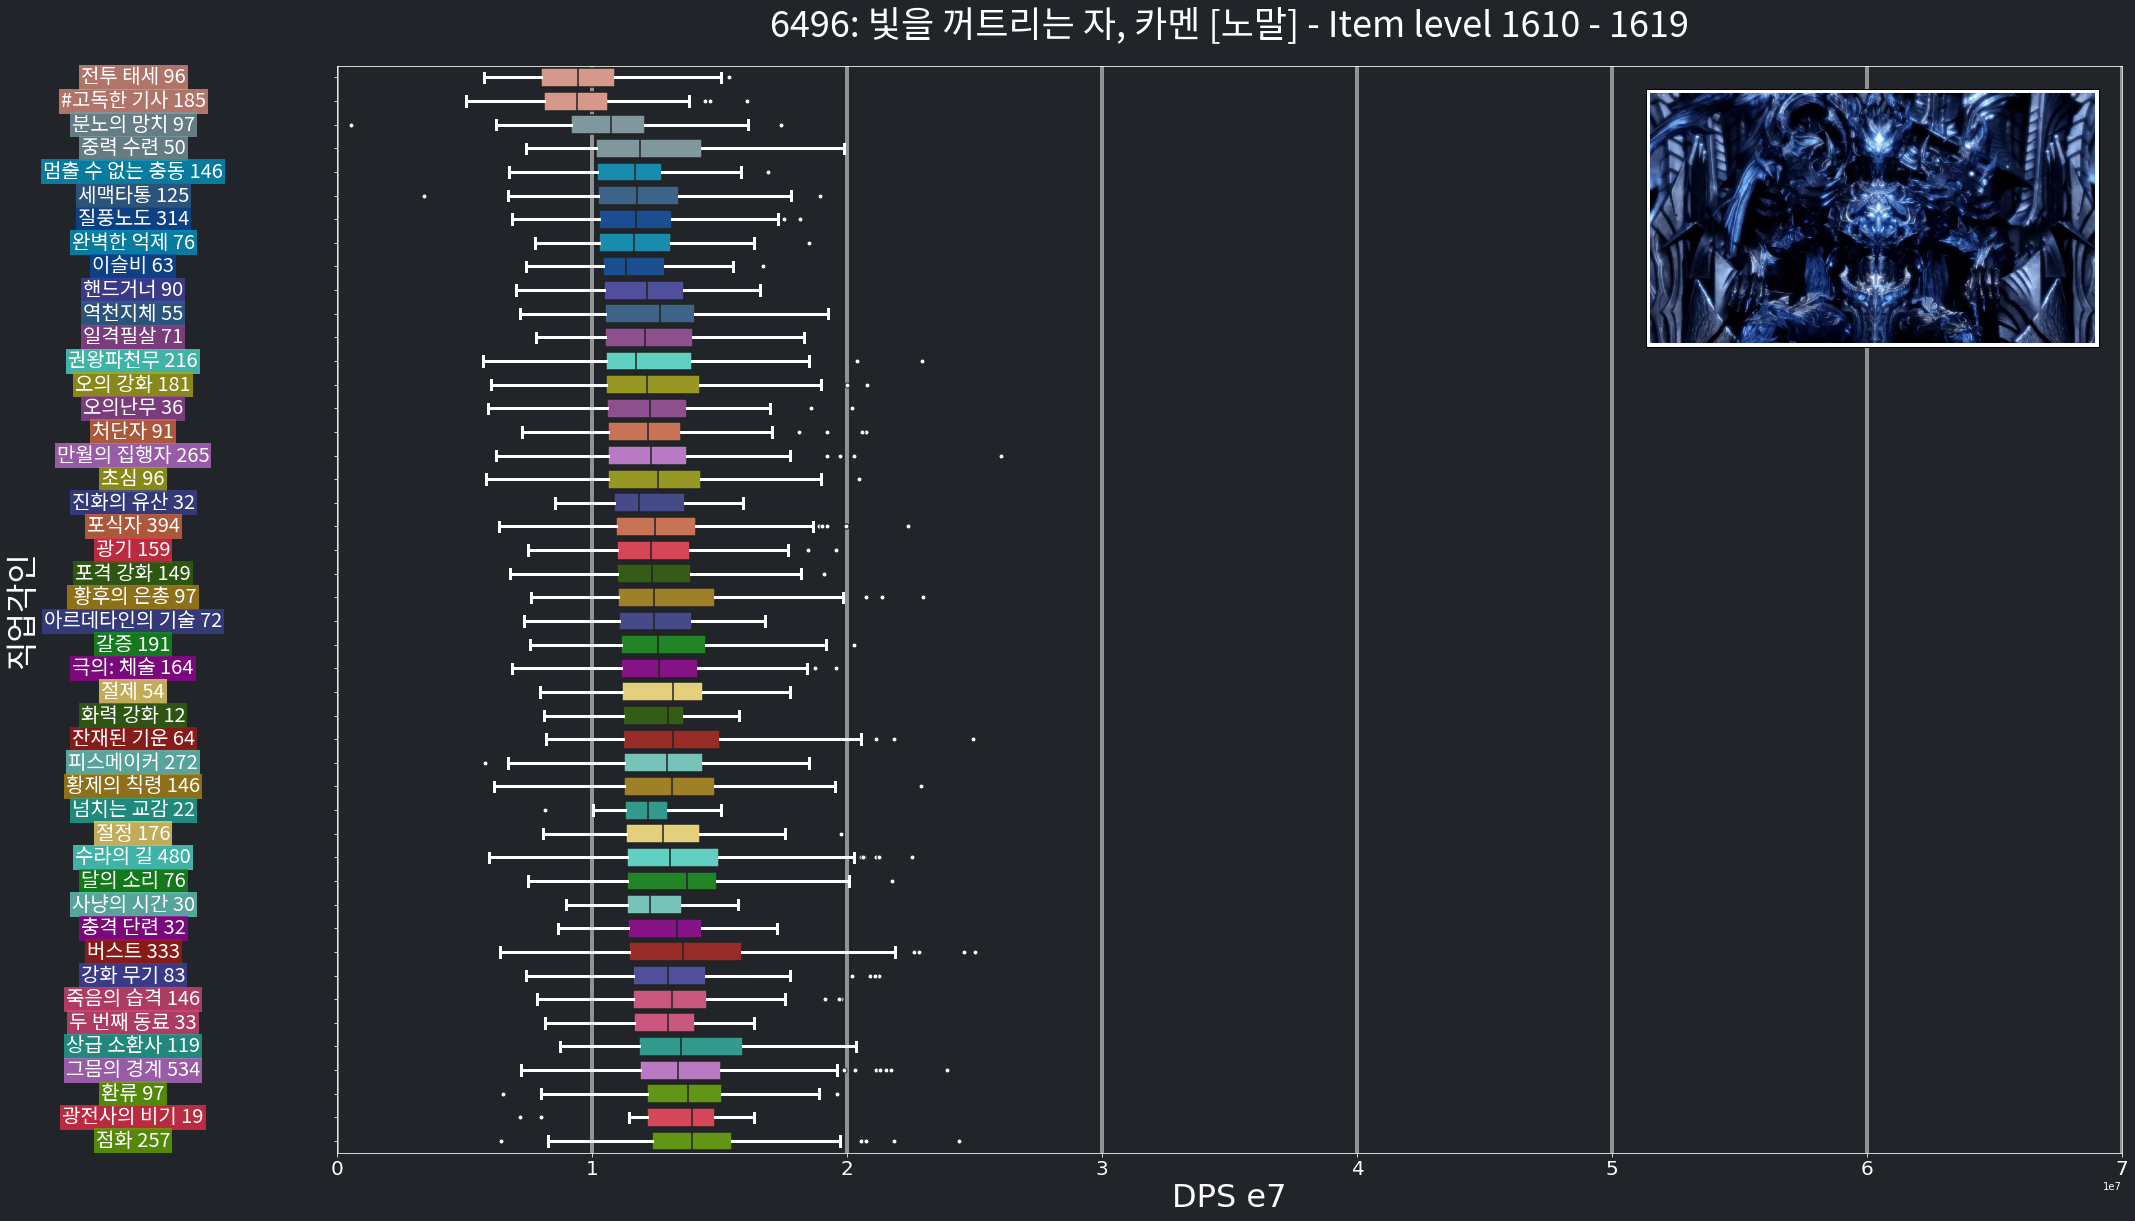 6496: 빛을 꺼트리는 자, 카멘 [노말] - Item level 1610 - 1619
직업각인
전투 태세 96
#고독한 기사 185
분노의 망치 97
중력 수련 50
멈출 수 없는 충동 146
세맥타통 125
질풍노도 314
완벽한 억제 76
이슬비 63
핸드거너 90
역천지체 55
일격필살 71
권왕파천무 216
오의 강화 181
오의난무 36
처단자 91
만월의 집행자 265
초심 96
진화의 유산 32
포식자 394
광기 159
포격 강화 149
황후의 은총 97
아르데타인의 기술 72
갈증 191
극의: 체술 164
절제 54
화력 강화 12
잔재된 기운 64
피스메이커 272
황제의 칙령 146
넘치는 교감 22
절정 176
수라의 길 480
달의 소리 76
사냥의 시간 30
충격 단련 32
버스트 333
강화 무기 83
죽음의 습격 146
두 번째 동료 33
상급 소환사 119
그믐의 경계 534
환류 97
광전사의 비기 19
점화 257
0 1 2 3 4 5 6 7
1e7
DPS e7